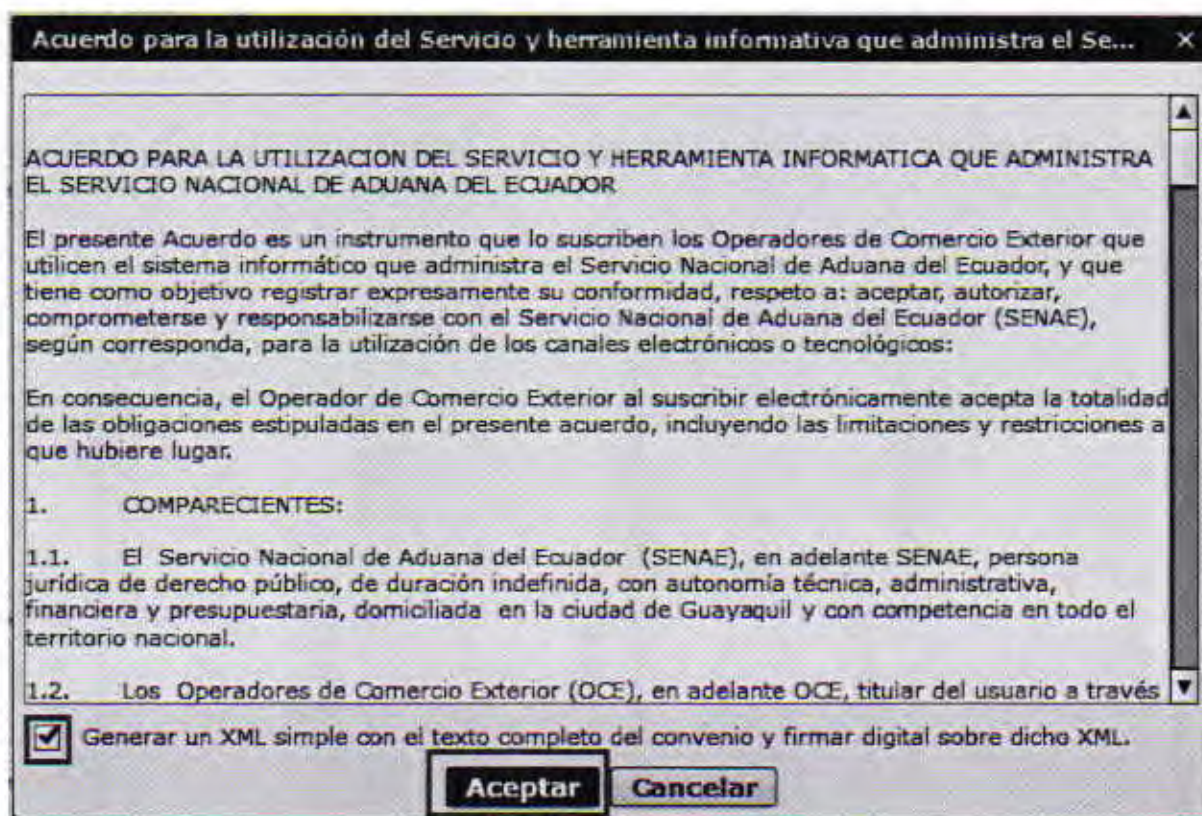 Acuerdo para la utilización del Servicio y herramienta informativa que administra el Se...
ACUERDO PARA LA UTILIZACION DEL SERVICIO Y HERRAMIENTA INFORMATICA QUE ADMINISTRA
EL SERVICIO NACIONAL DE ADUANA DEL ECUADOR
El presente Acuerdo es un instrumento que lo suscriben los Operadores de Comercio Exterior que
utilicen el sistema informático que administra el Servicio Nacional de Aduana del Ecuador, y que
tiene como objetivo registrar expresamente su conformidad, respeto a: aceptar, autorizar,
comprometerse y responsabilizarse con el Servicio Nacional de Aduana del Ecuador (SENAE),
según corresponda, para la utilización de los canales electrónicos o tecnológicos:
En consecuencia, el Operador de Comercio Exterior al suscribir electrónicamente acepta la totalidad
de las obligaciones estipuladas en el presente acuerdo, incluyendo las limitaciones y restricciones a
que hubiere lugar.
1. COMPARECIENTES:
1.1. El Servicio Nacional de Aduana del Ecuador (SENAE), en adelante SENAE, persona
jurídica de derecho público, de duración indefinida, con autonomía técnica, administrativa,
financiera y presupuestaria, domiciliada en la ciudad de Guayaquil y con competencia en todo el
territorio nacional.
1.2. Los Operadores de Comercio Exterior (OCE), en adelante OCE, titular del usuario a través
Generar un XML simple con el texto completo del convenio y firmar digital sobre dicho XML.
Aceptar Cancelar